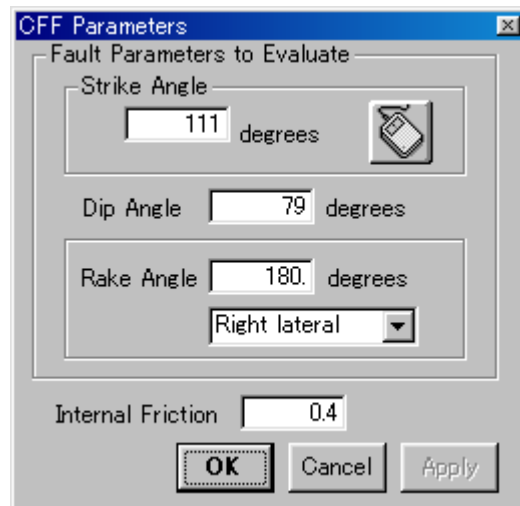 CFF Parameters
Fault Parameters to Evaluate
Strike Angle
111 degrees
Dip Angle 79 degrees
Rake Angle 180. degrees
Right lateral
Internal Friction 0.4
OK Cancel Apply